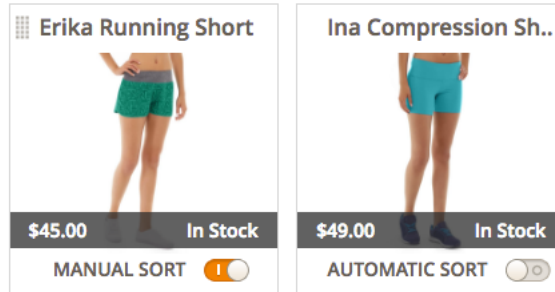 Erika Running Short
Ina Compression Sh..
$45.00 In Stock
$49.00 In Stock
MANUAL SORT
AUTOMATIC SORT